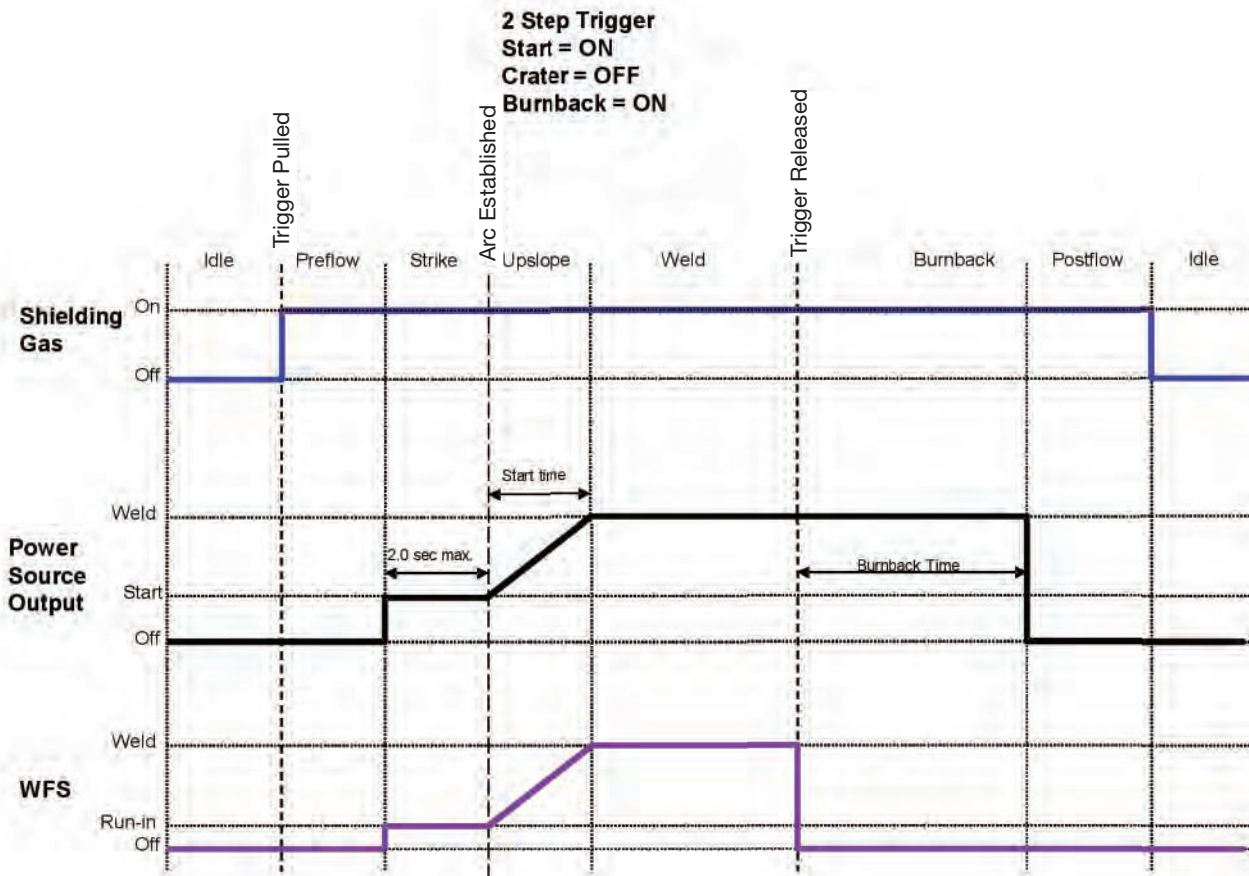 2 Step Trigger
Start = ON
Crater = OFF
Burnback = ON
Trigger Pulled
Arc Established
Trigger Released
Idle
Preflow
Strike
Upslope
Weld
Burnback
Postflow
Idle
Shielding
Gas
On
Off
Power
Source
Output
Weld
Start
Off
Start time
2.0 sec max.
Burnback Time
WFS
Weld
Run-in
Off